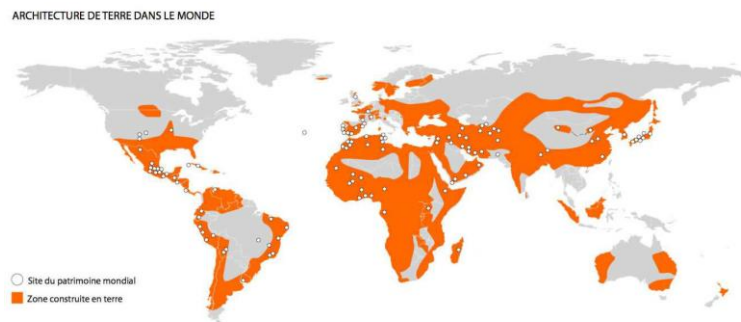 ARCHITECTURE DE TERRE DANS LE MONDE
Site du patrimoine mondial
Zone construite en terre